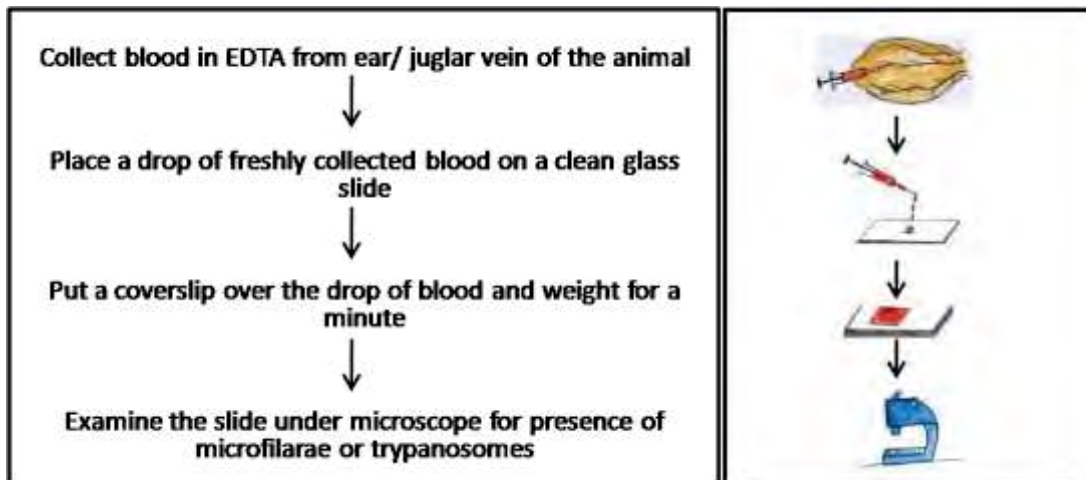 Collect blood in EDTA from ear/ juglar vein of the animal
Place a drop of freshly collected blood on a clean glass
slide
Put a coverslip over the drop of blood and weight for a
minute
Examine the slide under microscope for presence of
microfilarae or trypanosomes